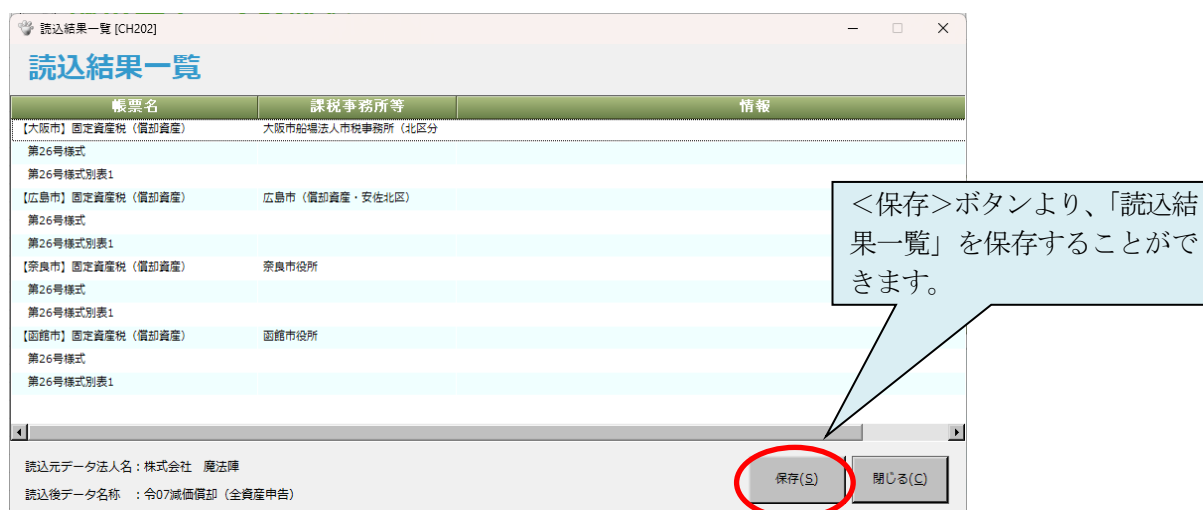 読込結果一覧 [CH202]
読込結果一覧
帳票名 課税事務所等 情報
【大阪市】固定資産税（償却資産） 大阪市船場法人市税事務所（北区分
第26号様式
第26号様式別表1
【広島市】固定資産税（償却資産） 広島市（償却資産・安佐北区）
第26号様式
第26号様式別表1
【奈良市】固定資産税（償却資産） 奈良市役所
第26号様式
第26号様式別表1
【函館市】固定資産税（償却資産） 函館市役所
第26号様式
第26号様式別表1
＜保存＞ボタンより、「読込結
果一覧」を保存することがで
きます。
読込元データ法人名：株式会社　魔法陣
読込後データ名称　：令07減価償却（全資産申告）
保存(S) 閉じる(C)